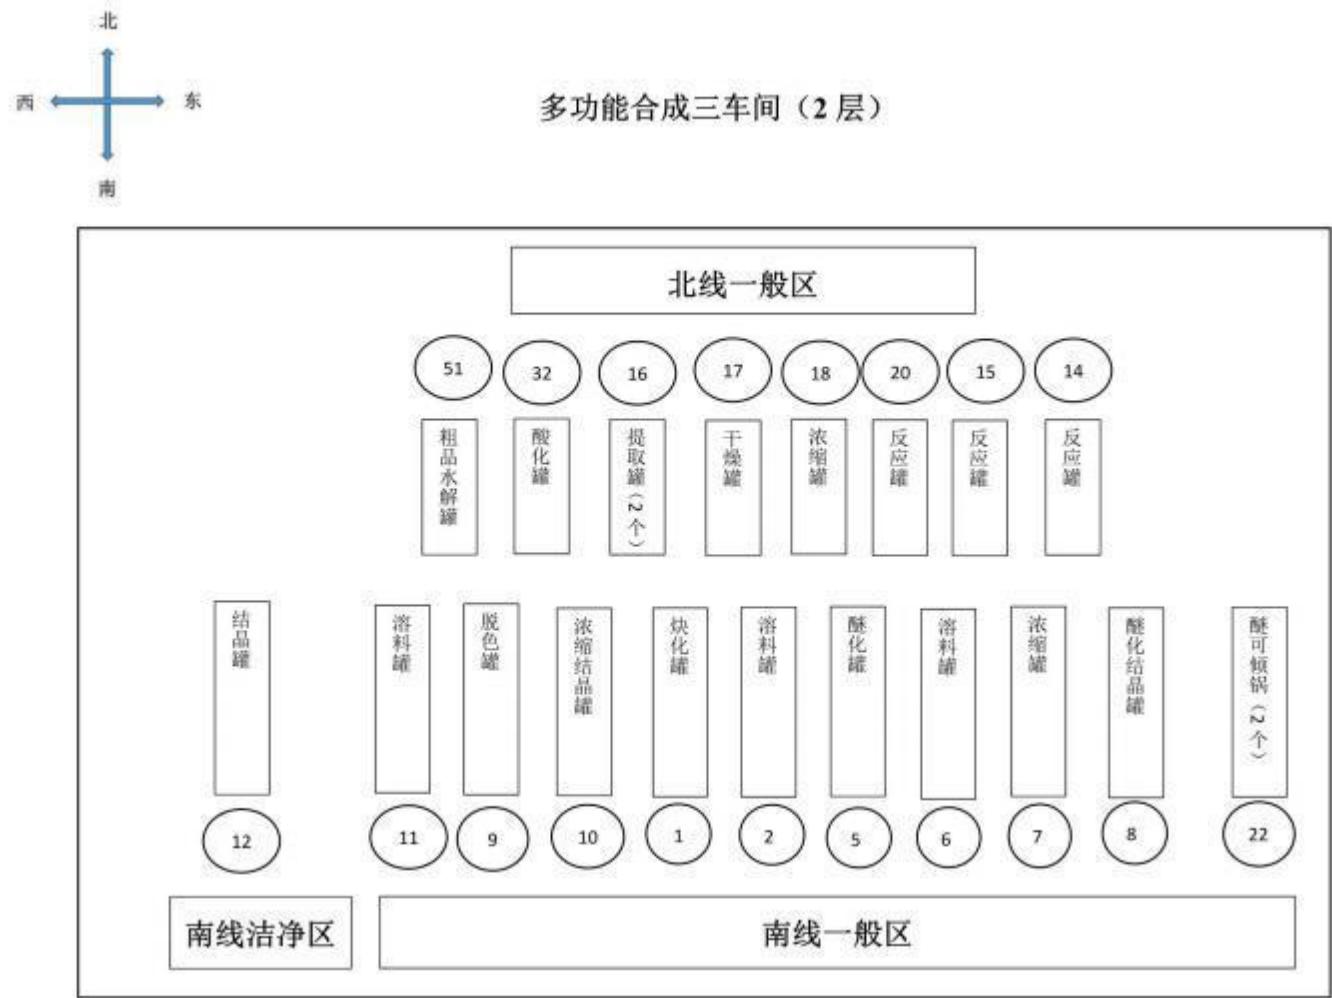 北
西
东
南
多功能合成三车间（2层）
北线一般区
51
32
16
17
18
20
15
14
粗品水解罐
酸化罐
提取罐（2个）
干燥罐
浓缩罐
反应罐
反应罐
反应罐
结晶罐
溶料罐
脱色罐
浓缩结晶罐
炔化罐
溶料罐
醚化罐
溶料罐
浓缩罐
醚化结晶罐
醚可倾锅（2个）
12
11
9
10
1
2
5
6
7
8
22
南线洁净区
南线一般区